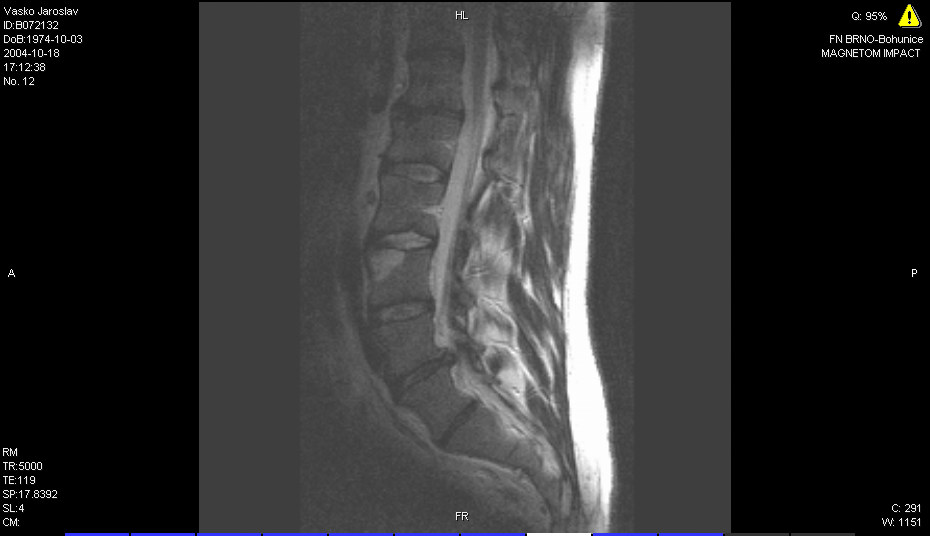 Vasko Jaroslav
ID:B072132
DoB:1974-10-03
2004-10-18
17:12:38
No. 12
HL
Q: 95%
FN BRNO-Bohunice
MAGNETOM IMPACT
A
P
RM
TR:5000
TE:119
SP:17.8392
SL:4
CM:
FR
C: 291
W: 1151